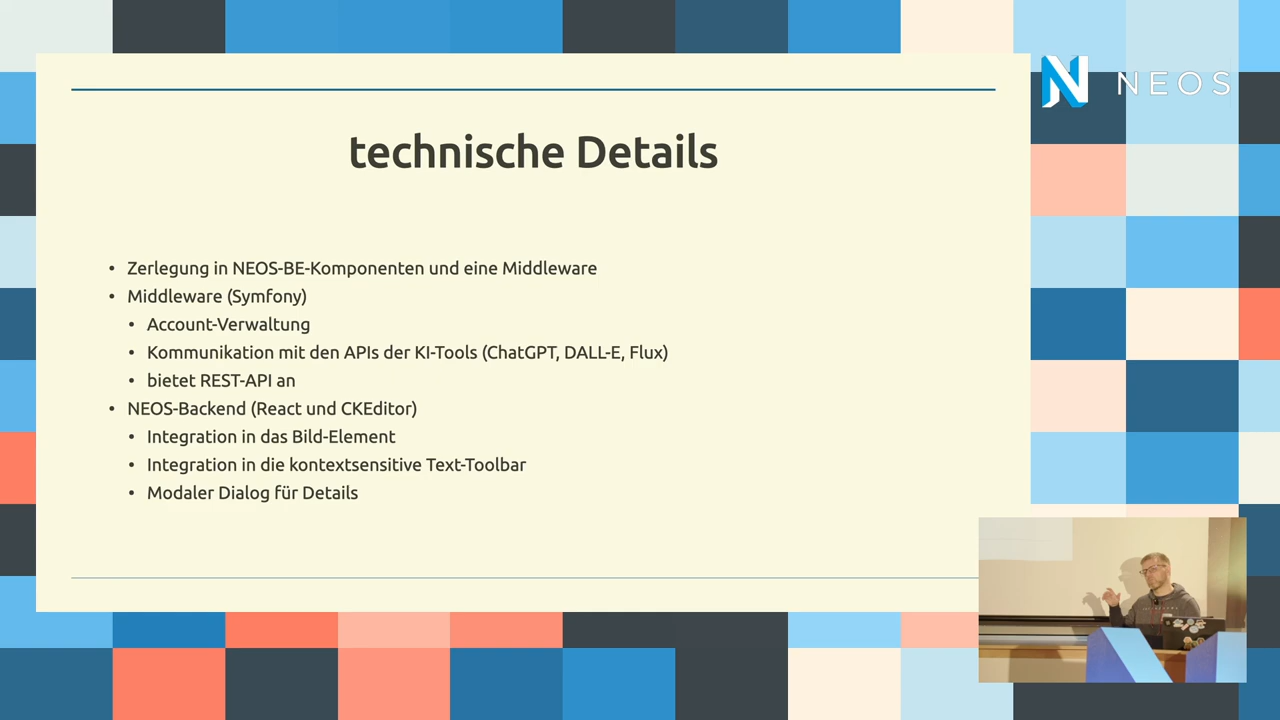 NEOS
technische Details
• Zerlegung in NEOS-BE-Komponenten und eine Middleware
• Middleware (Symfony)
• Account-Verwaltung
• Kommunikation mit den APIs der KI-Tools (ChatGPT, DALL-E, Flux)
• bietet REST-API an
• NEOS-Backend (React und CKEditor)
• Integration in das Bild-Element
• Integration in die kontextsensitive Text-Toolbar
• Modaler Dialog für Details